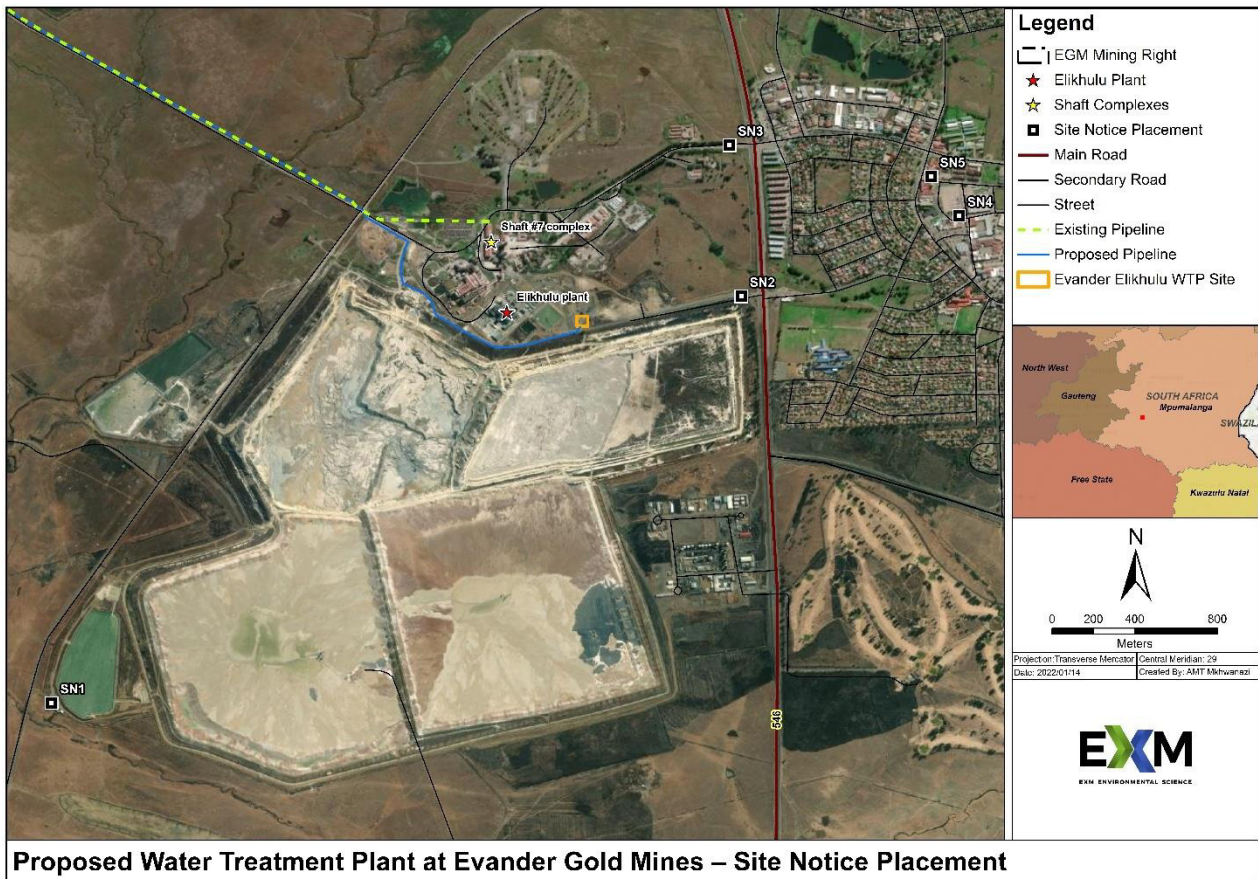 SN3
SN5
SN4
Shaft #7 complex
SN2
Elikhulu plant
SN1
546
Legend
EGM Mining Right
Elikhulu Plant
Shaft Complexes
Site Notice Placement
Main Road
Secondary Road
Street
Existing Pipeline
Proposed Pipeline
Evander Elikhulu WTP Site
North West
Gauteng
SOUTH AFRICA
Mpumalanga
SWAZIL
Free State
Kwazulu Natal
N
0 200 400 800
Meters
Projection:Transverse Mercator Central Meridian: 29
Date: 2022/01/14 Created By: AMT Mkhwanazi
EXM
EXM ENVIRONMENTAL SCIENCE
Proposed Water Treatment Plant at Evander Gold Mines – Site Notice Placement